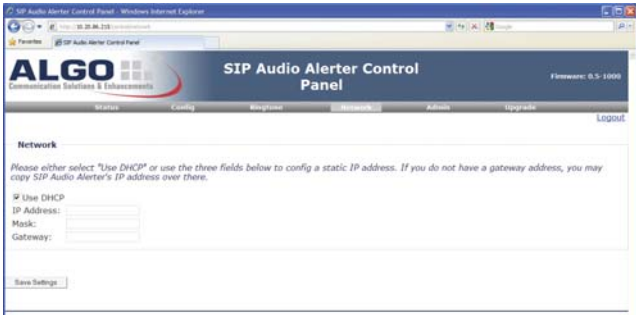 SIP Audio Alerter Control Panel - Windows Internet Explorer
Favorites
SIP Audio Alerter Control Panel
ALGO
Communication Solutions & Enhancements
SIP Audio Alerter Control
Panel
Firmware: 0.5-1000
Status Config Ringtone Network Admin Upgrade
Logout
Network
Please either select "Use DHCP" or use the three fields below to config a static IP address. If you do not have a gateway address, you may
copy SIP Audio Alerter's IP address over there.
Use DHCP
IP Address:
Mask:
Gateway:
Save Settings